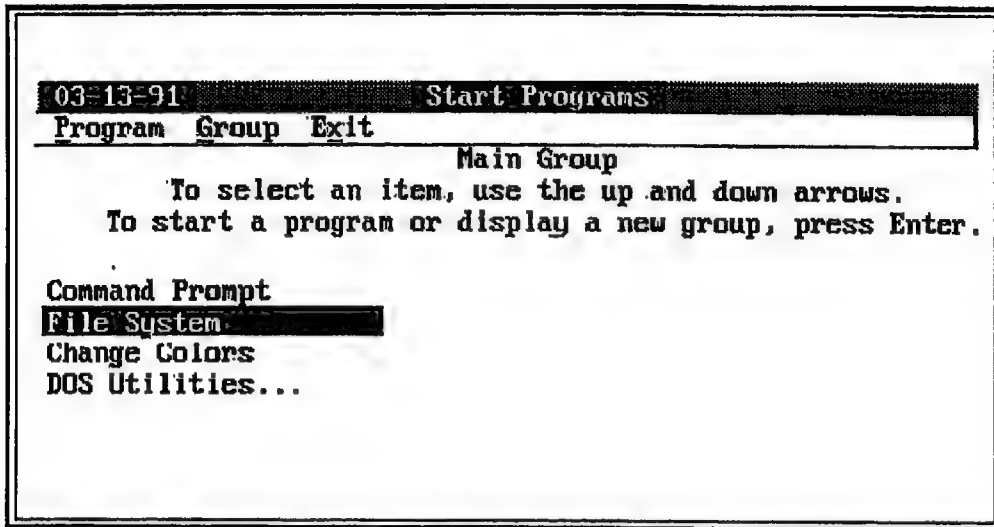 03-13-91 Start Programs
Program Group Exit
Main Group
To select an item, use the up and down arrows.
To start a program or display a new group, press Enter.
Command Prompt
File System
Change Colors
DOS Utilities...